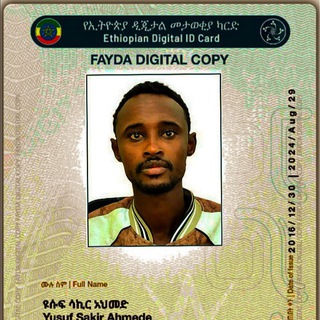 የኢትዮጵያ ዲጂታል መታወቂያ ካርድ
Ethiopian Digital ID Card
FAYDA DIGITAL COPY
ሙሉ ስም | Full Name
ዩሱፍ ሳኪር አህመድ
Yusuf Sakir Ahmede
Date of Issue 2016/12/30 | 2024/Aug/29